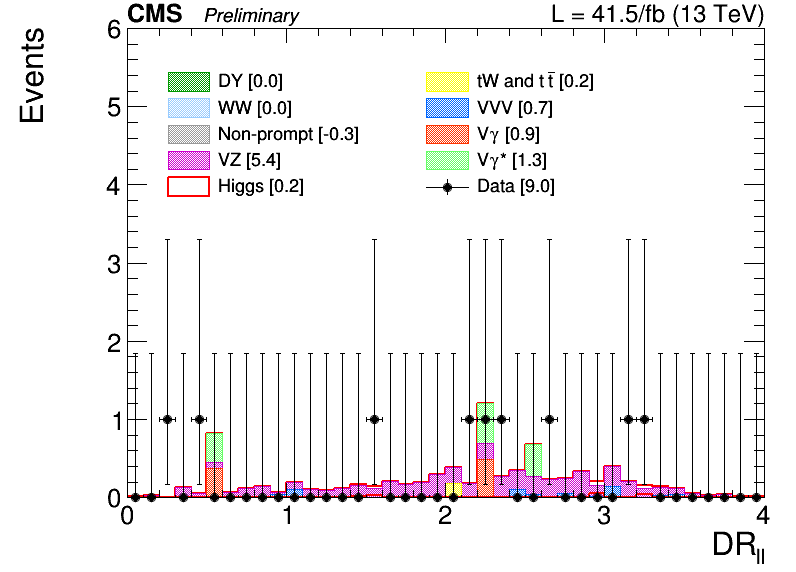 CMS Preliminary L = 41.5/fb (13 TeV)
Events
6
5
4
3
2
1
0
DY [0.0] tW and tt̅ [0.2]
WW [0.0] VVV [0.7]
Non-prompt [-0.3] Vγ [0.9]
VZ [5.4] Vγ* [1.3]
Higgs [0.2] Data [9.0]
0 1 2 3 4
DR_ll